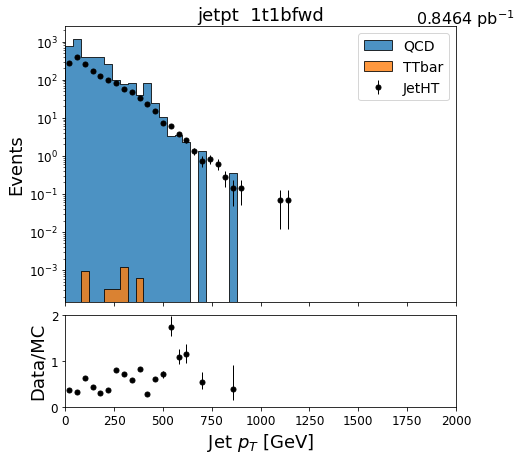 jetpt 1t1bfwd
0.8464 pb⁻¹
QCD
TTbar
JetHT
Events
10³
10²
10¹
10⁰
10⁻¹
10⁻²
10⁻³
Data/MC
2
1
0
0 250 500 750 1000 1250 1500 1750 2000
Jet p_T [GeV]